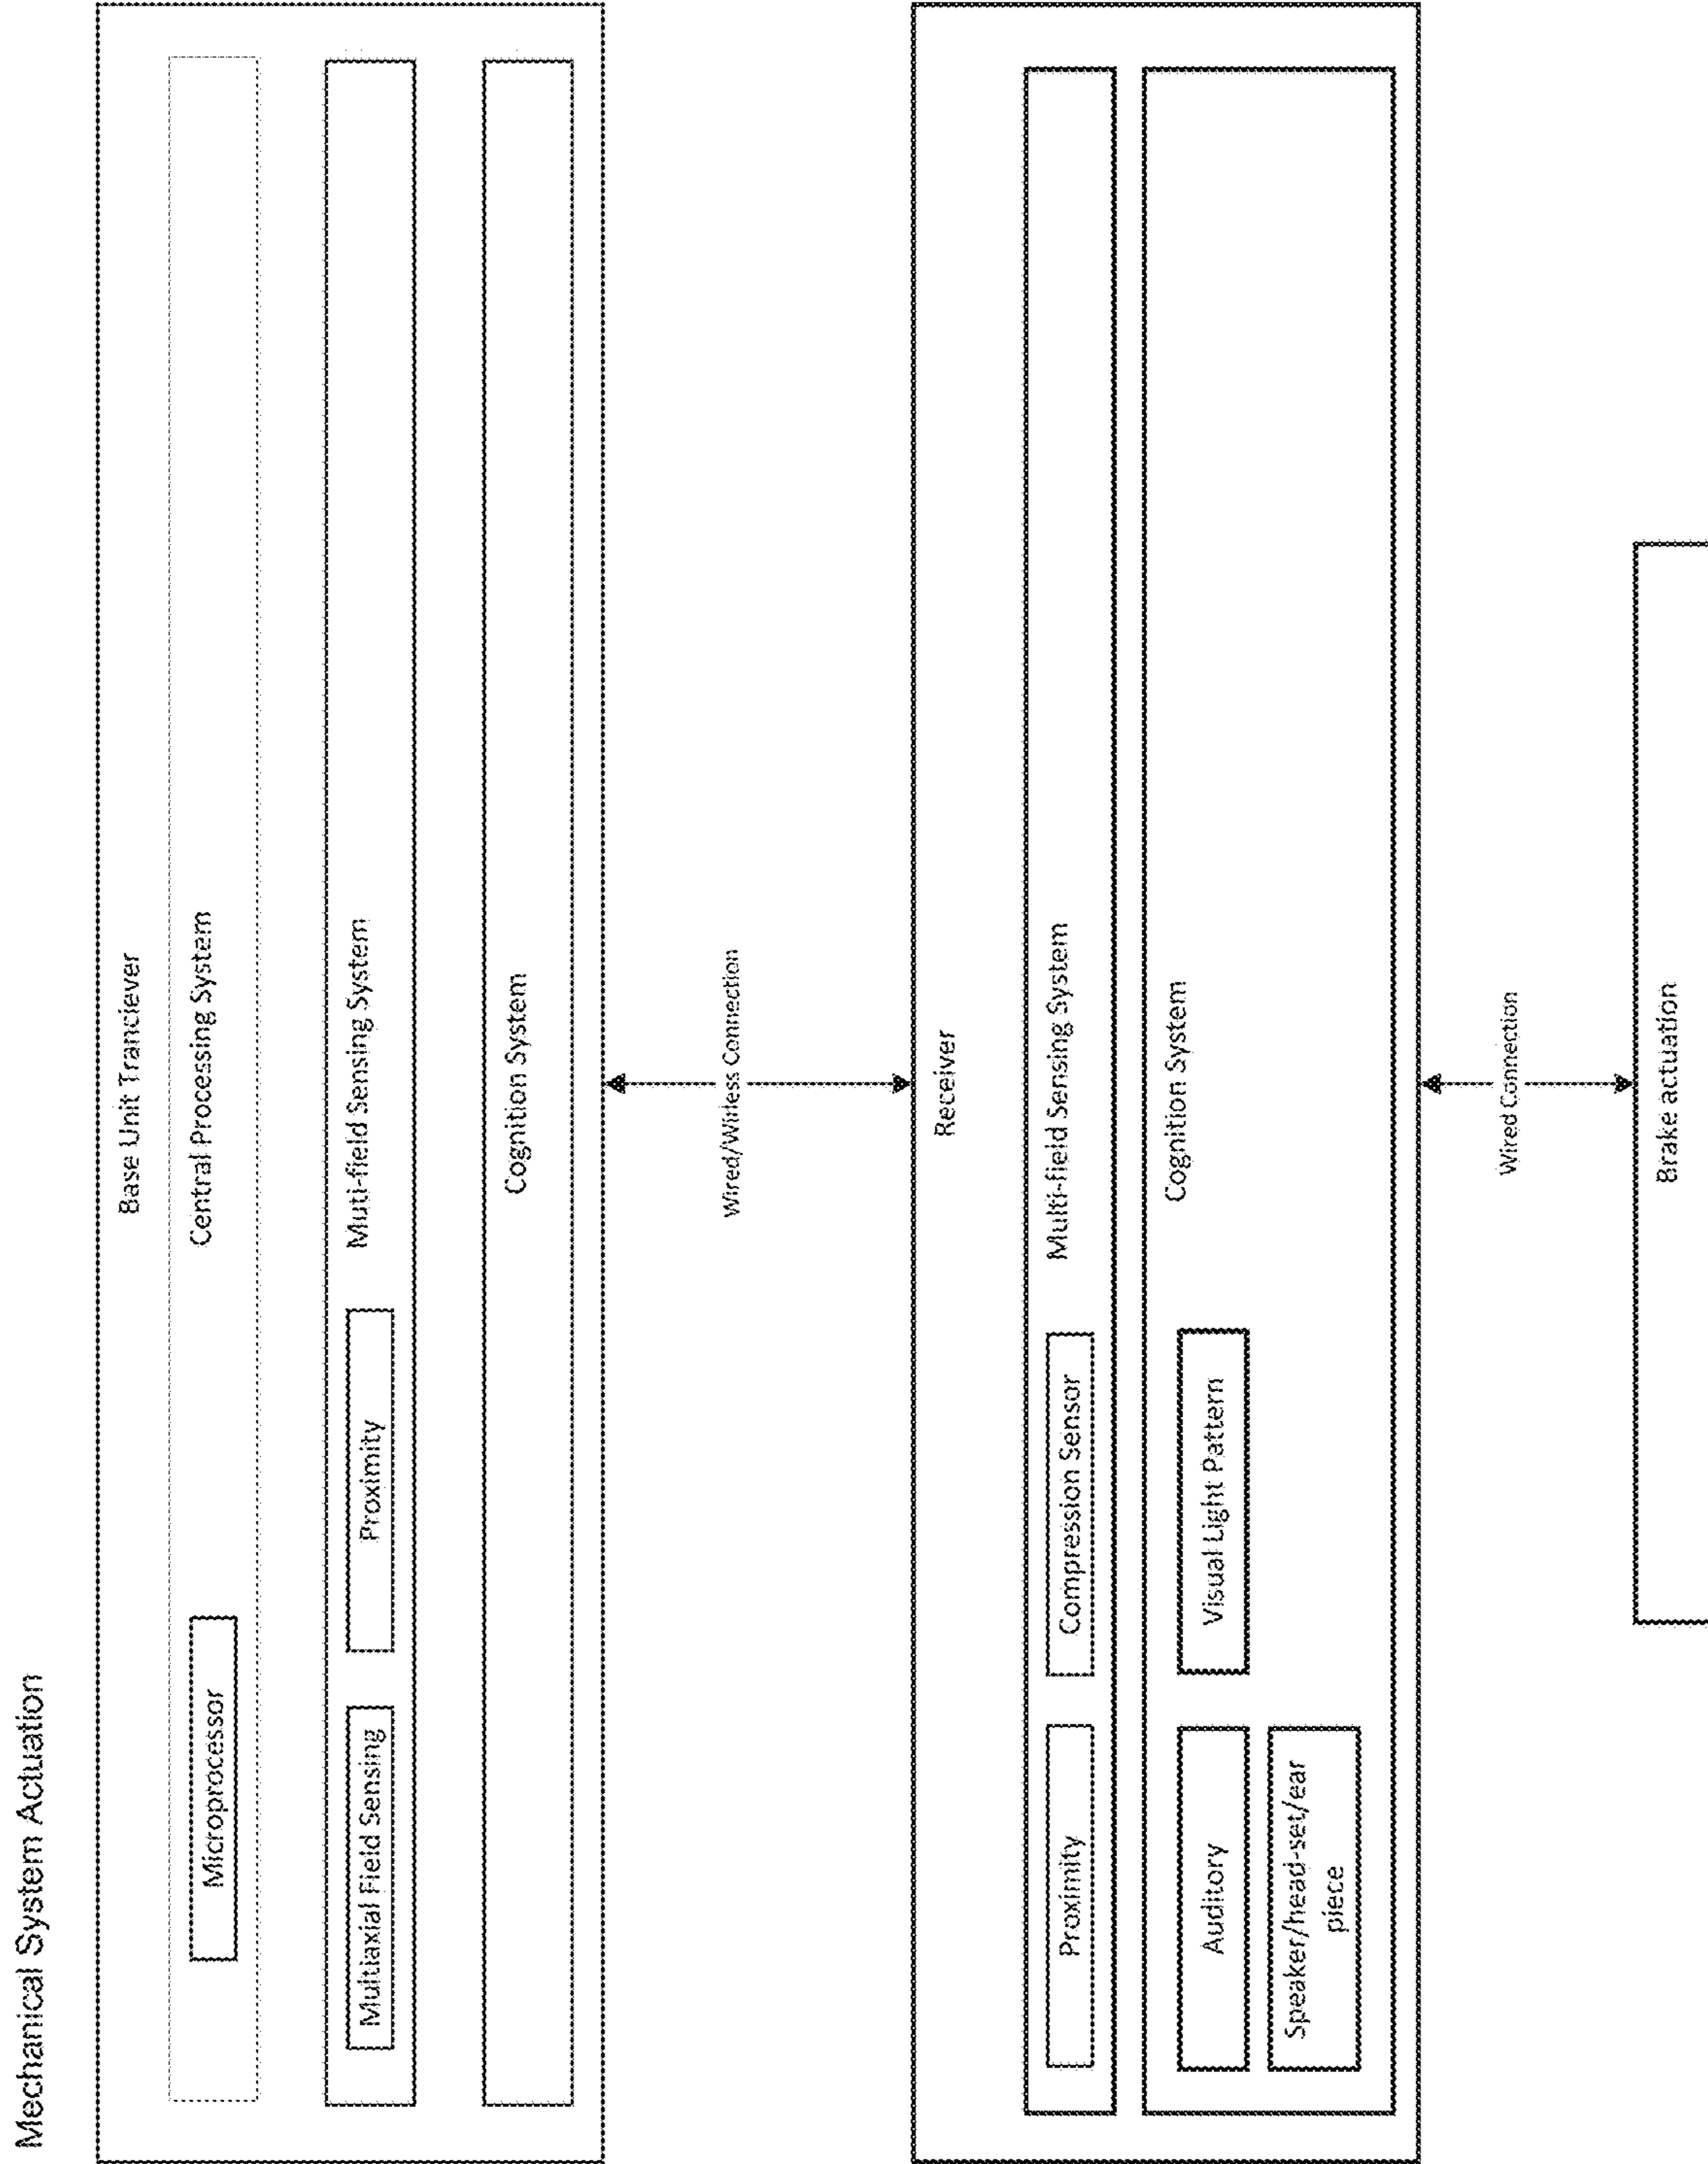 Mechanical System Actuation
Base Unit Tranciever
Central Processing System
Microprocessor
Muti-field Sensing System
Multiaxial Field Sensing
Proximity
Cognition System
Wired/Wirless Connection
Receiver
Multi-field Sensing System
Proximity
Compression Sensor
Cognition System
Auditory
Visual Light Pattern
Speaker/head-set/ear
piece
Wired Connection
Brake actuation